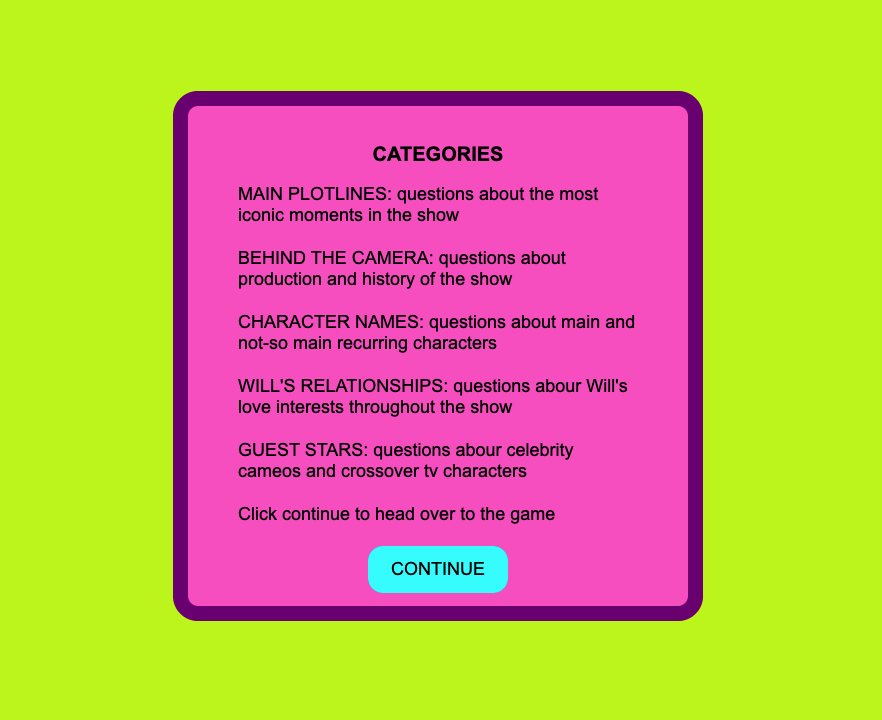 CATEGORIES
MAIN PLOTLINES: questions about the most
iconic moments in the show
BEHIND THE CAMERA: questions about
production and history of the show
CHARACTER NAMES: questions about main and
not-so main recurring characters
WILL'S RELATIONSHIPS: questions abour Will's
love interests throughout the show
GUEST STARS: questions abour celebrity
cameos and crossover tv characters
Click continue to head over to the game
CONTINUE